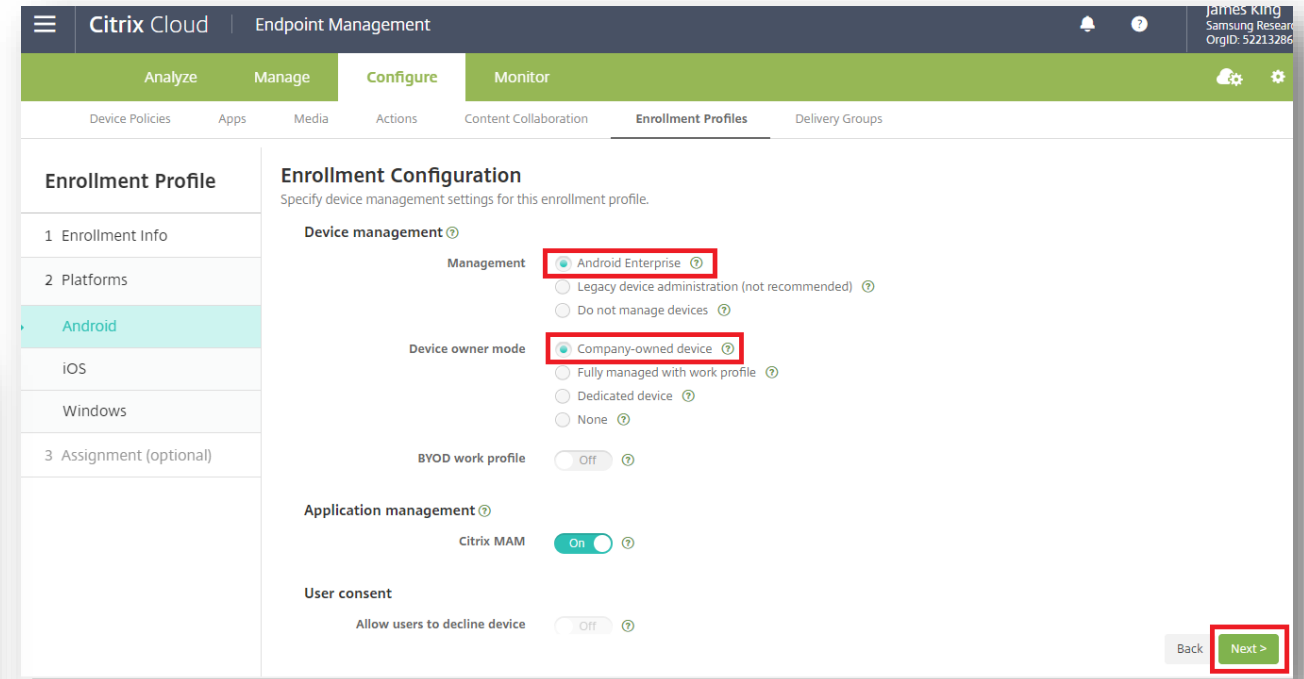 James King
Citrix Cloud
Endpoint Management
?
Samsung Resear
OrgID: 52213286
Analyze
Manage
Configure
Monitor
Device Policies
Apps
Media
Actions
Content Collaboration
Enrollment Profiles
Delivery Groups
Enrollment Profile
1 Enrollment Info
2 Platforms
Android
iOS
Windows
3 Assignment (optional)
Enrollment Configuration
Specify device management settings for this enrollment profile.
Device management ?
Management
Android Enterprise ?
Legacy device administration (not recommended) ?
Do not manage devices ?
Device owner mode
Company-owned device ?
Fully managed with work profile ?
Dedicated device ?
None ?
BYOD work profile
Off ?
Application management ?
Citrix MAM
On ?
User consent
Allow users to decline device
Off ?
Back
Next >